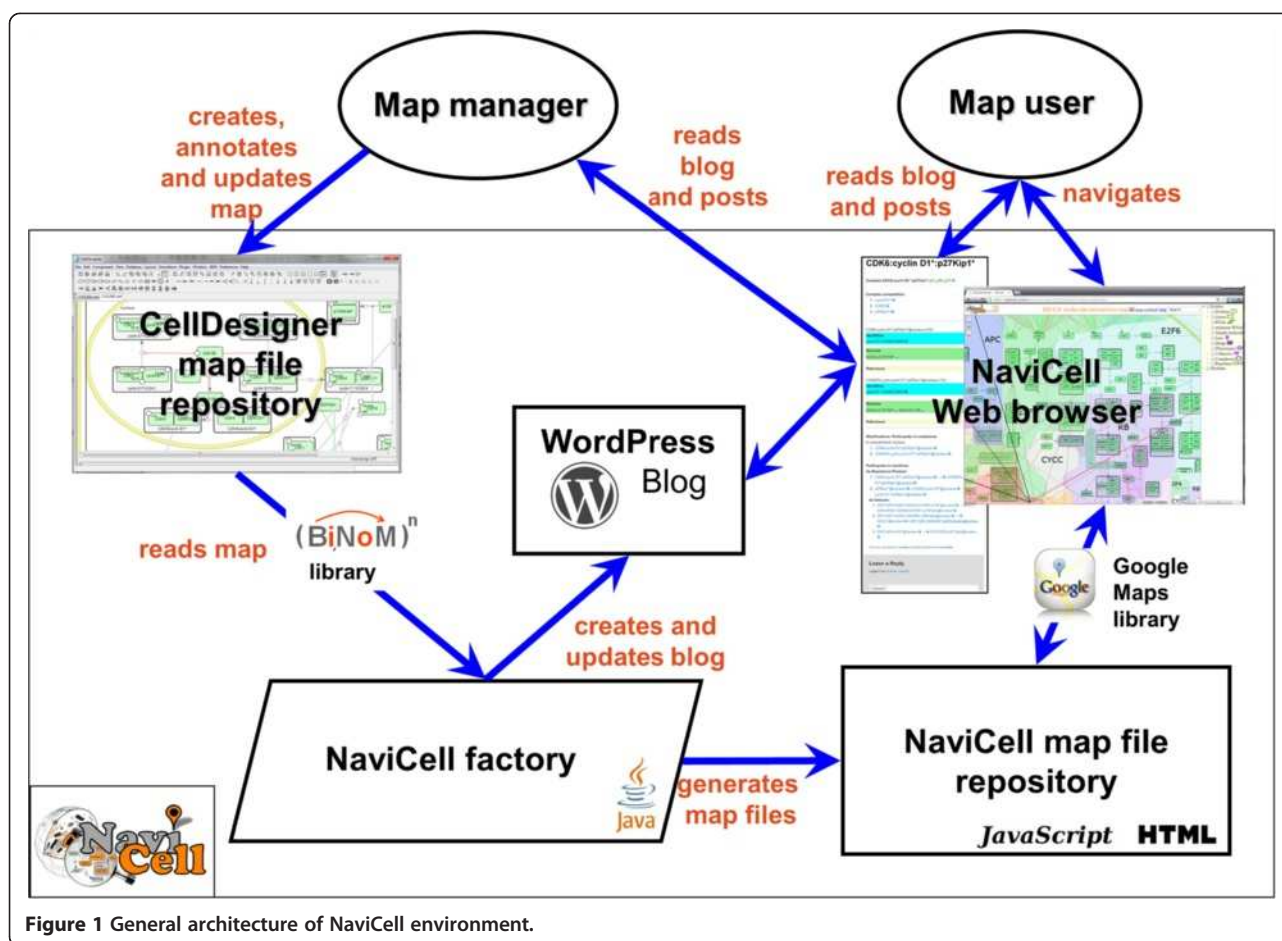 Map manager
Map user
creates,
annotates
and updates
map
reads
blog
and posts
reads blog
and posts
navigates
CellDesigner
map file
repository
CDK6:cyclin D1*:p27Kip1*
APC
E2F6
RB
CYCC
NaviCell
Web browser
Leave a Reply
WordPress
Blog
reads map
(BiNoM)n
library
Google
Google
Maps
library
creates and
updates blog
NaviCell factory
Java
generates
map files
NaviCell map file
repository
JavaScript HTML
Navi
Cell
Figure 1 General architecture of NaviCell environment.